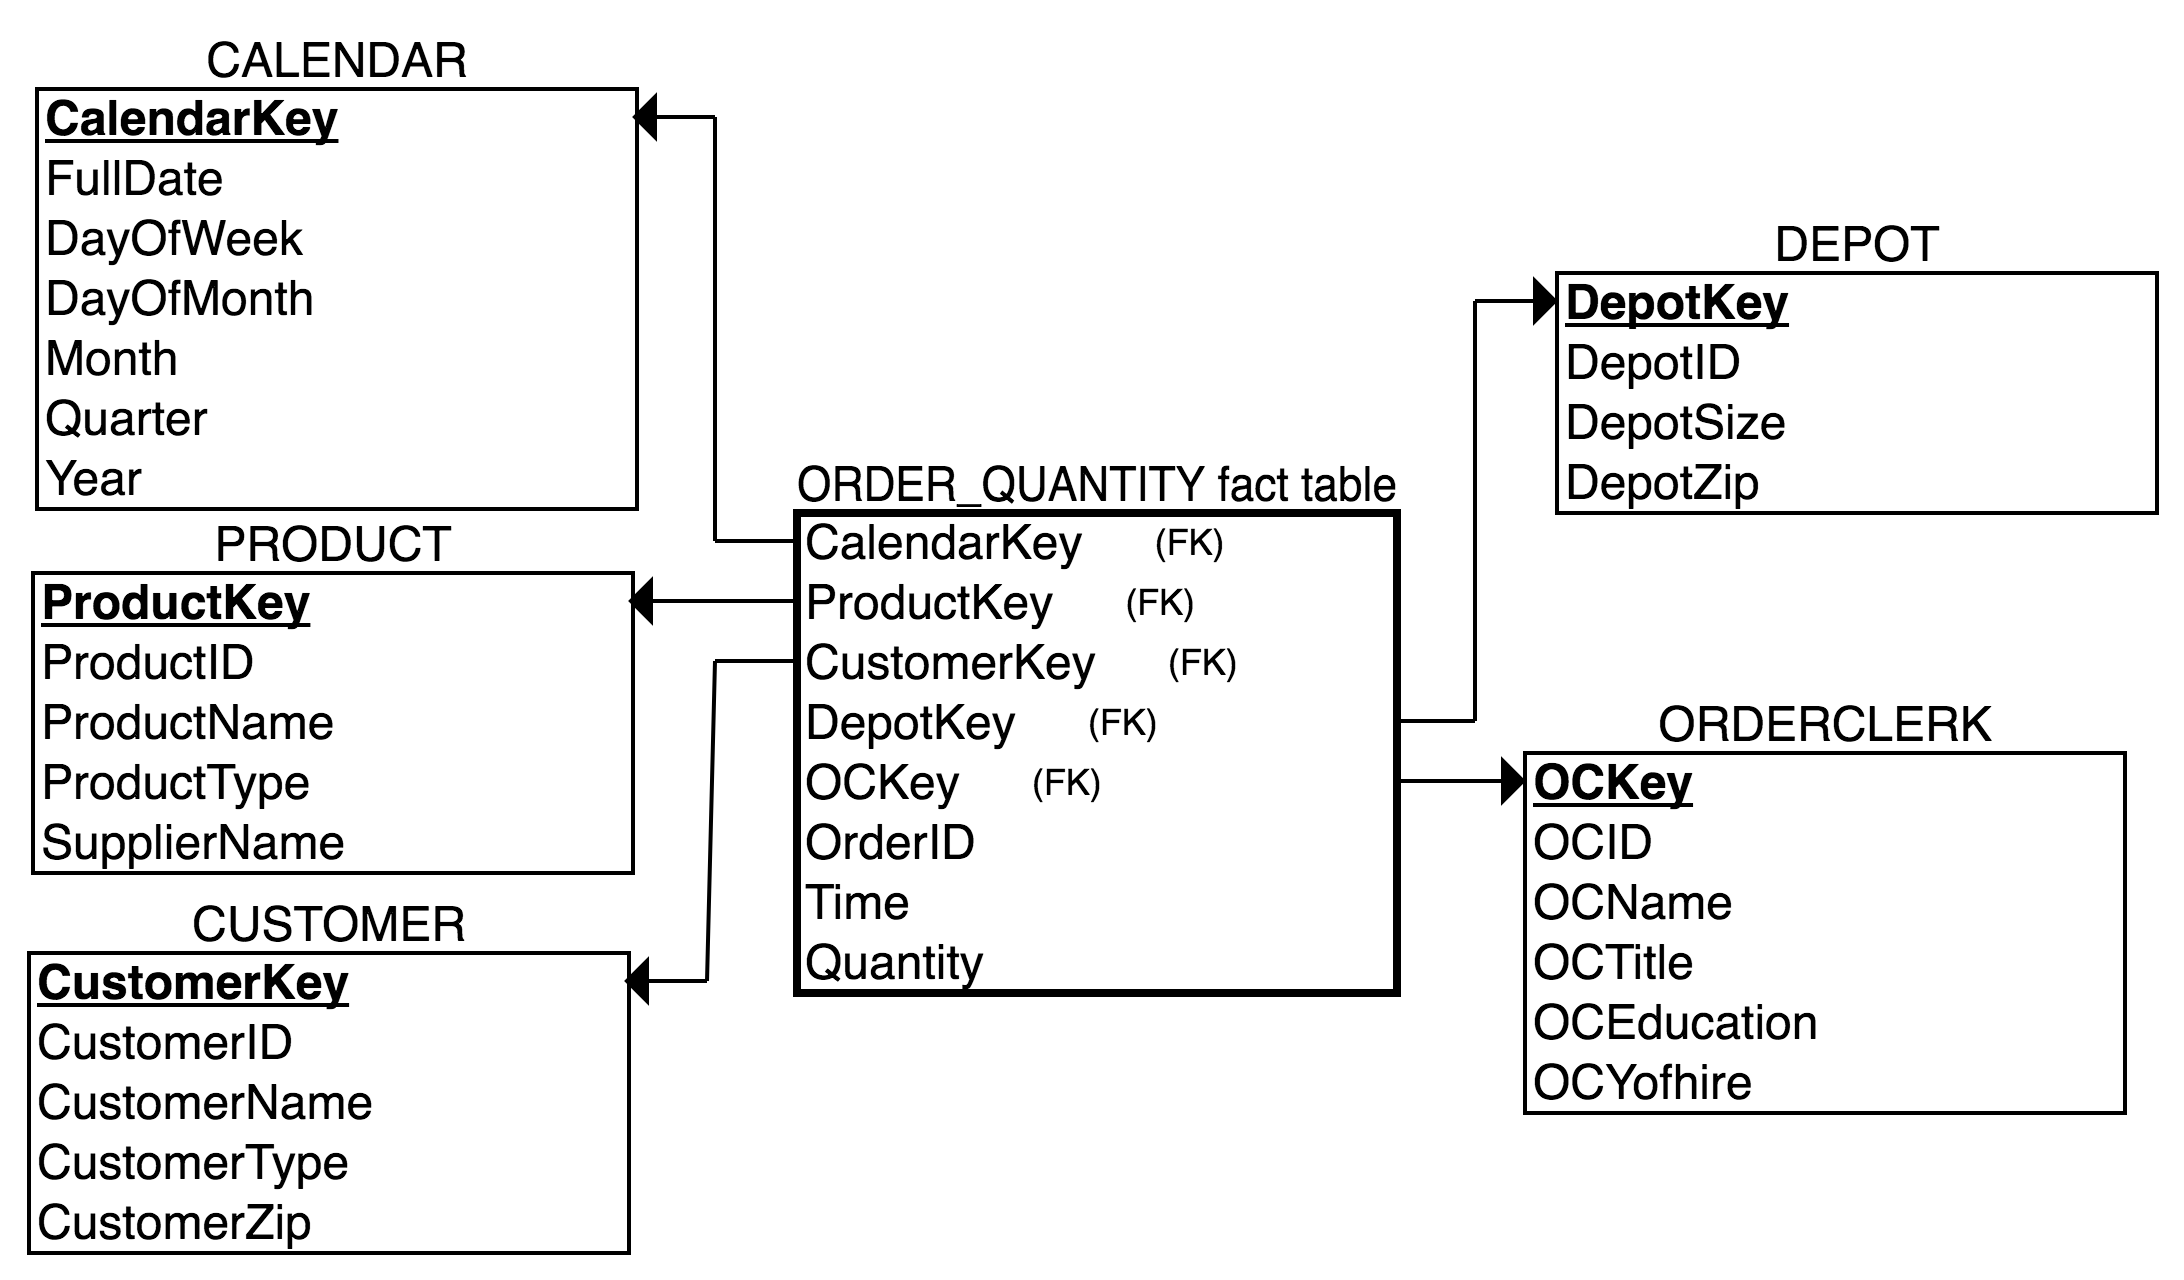 CALENDAR
CalendarKey
FullDate
DayOfWeek
DayOfMonth
Month
Quarter
Year
PRODUCT
ProductKey
ProductID
ProductName
ProductType
SupplierName
CUSTOMER
CustomerKey
CustomerID
CustomerName
CustomerType
CustomerZip
ORDER_QUANTITY fact table
CalendarKey (FK)
ProductKey (FK)
CustomerKey (FK)
DepotKey (FK)
OCKey (FK)
OrderID
Time
Quantity
DEPOT
DepotKey
DepotID
DepotSize
DepotZip
ORDERCLERK
OCKey
OCID
OCName
OCTitle
OCEducation
OCYofhire